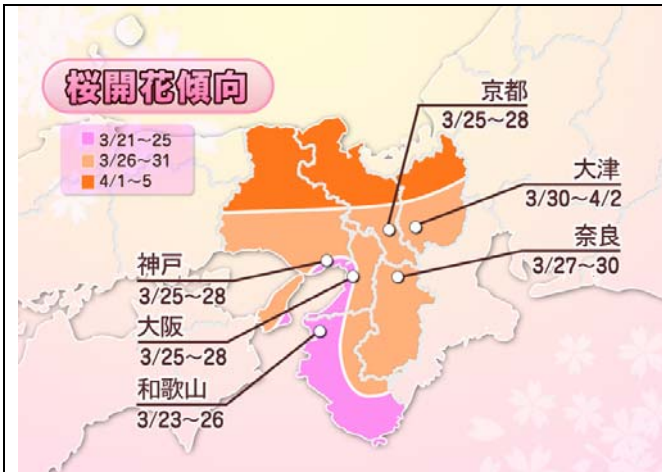 桜開花傾向
3/21～25
3/26～31
4/1～5
京都
3/25～28
大津
3/30～4/2
奈良
3/27～30
神戸
3/25～28
大阪
3/25～28
和歌山
3/23～26